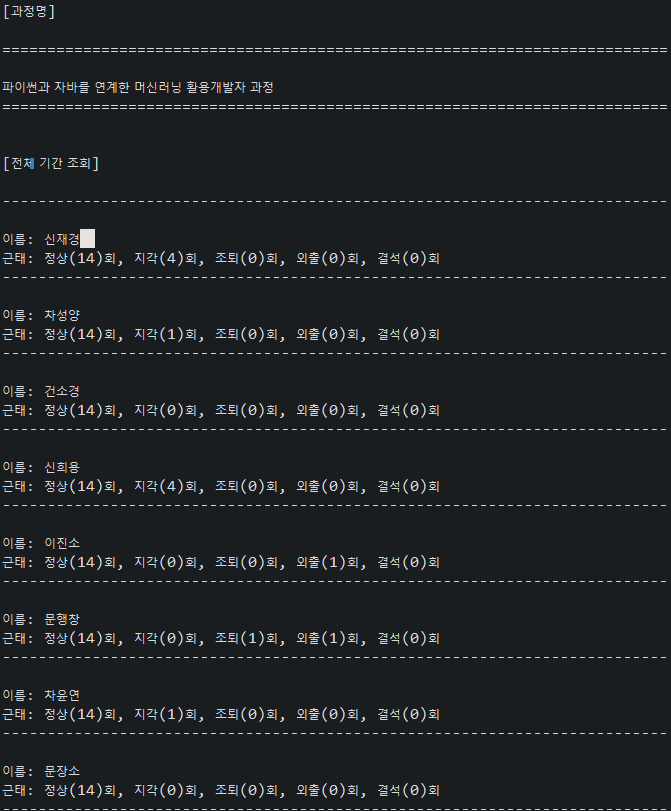 [과정명]
==========================================================================
파이썬과 자바를 연계한 머신러닝 활용개발자 과정
==========================================================================
[전체 기간 조회]
--------------------------------------------------------------------------
이름: 신재경
근태: 정상(14)회, 지각(4)회, 조퇴(0)회, 외출(0)회, 결석(0)회
--------------------------------------------------------------------------
이름: 차성양
근태: 정상(14)회, 지각(1)회, 조퇴(0)회, 외출(0)회, 결석(0)회
--------------------------------------------------------------------------
이름: 건소경
근태: 정상(14)회, 지각(0)회, 조퇴(0)회, 외출(0)회, 결석(0)회
--------------------------------------------------------------------------
이름: 신희용
근태: 정상(14)회, 지각(4)회, 조퇴(0)회, 외출(0)회, 결석(0)회
--------------------------------------------------------------------------
이름: 이진소
근태: 정상(14)회, 지각(0)회, 조퇴(0)회, 외출(1)회, 결석(0)회
--------------------------------------------------------------------------
이름: 문행창
근태: 정상(14)회, 지각(0)회, 조퇴(1)회, 외출(1)회, 결석(0)회
--------------------------------------------------------------------------
이름: 차윤연
근태: 정상(14)회, 지각(1)회, 조퇴(0)회, 외출(0)회, 결석(0)회
--------------------------------------------------------------------------
이름: 문장소
근태: 정상(14)회, 지각(0)회, 조퇴(0)회, 외출(0)회, 결석(0)회
--------------------------------------------------------------------------